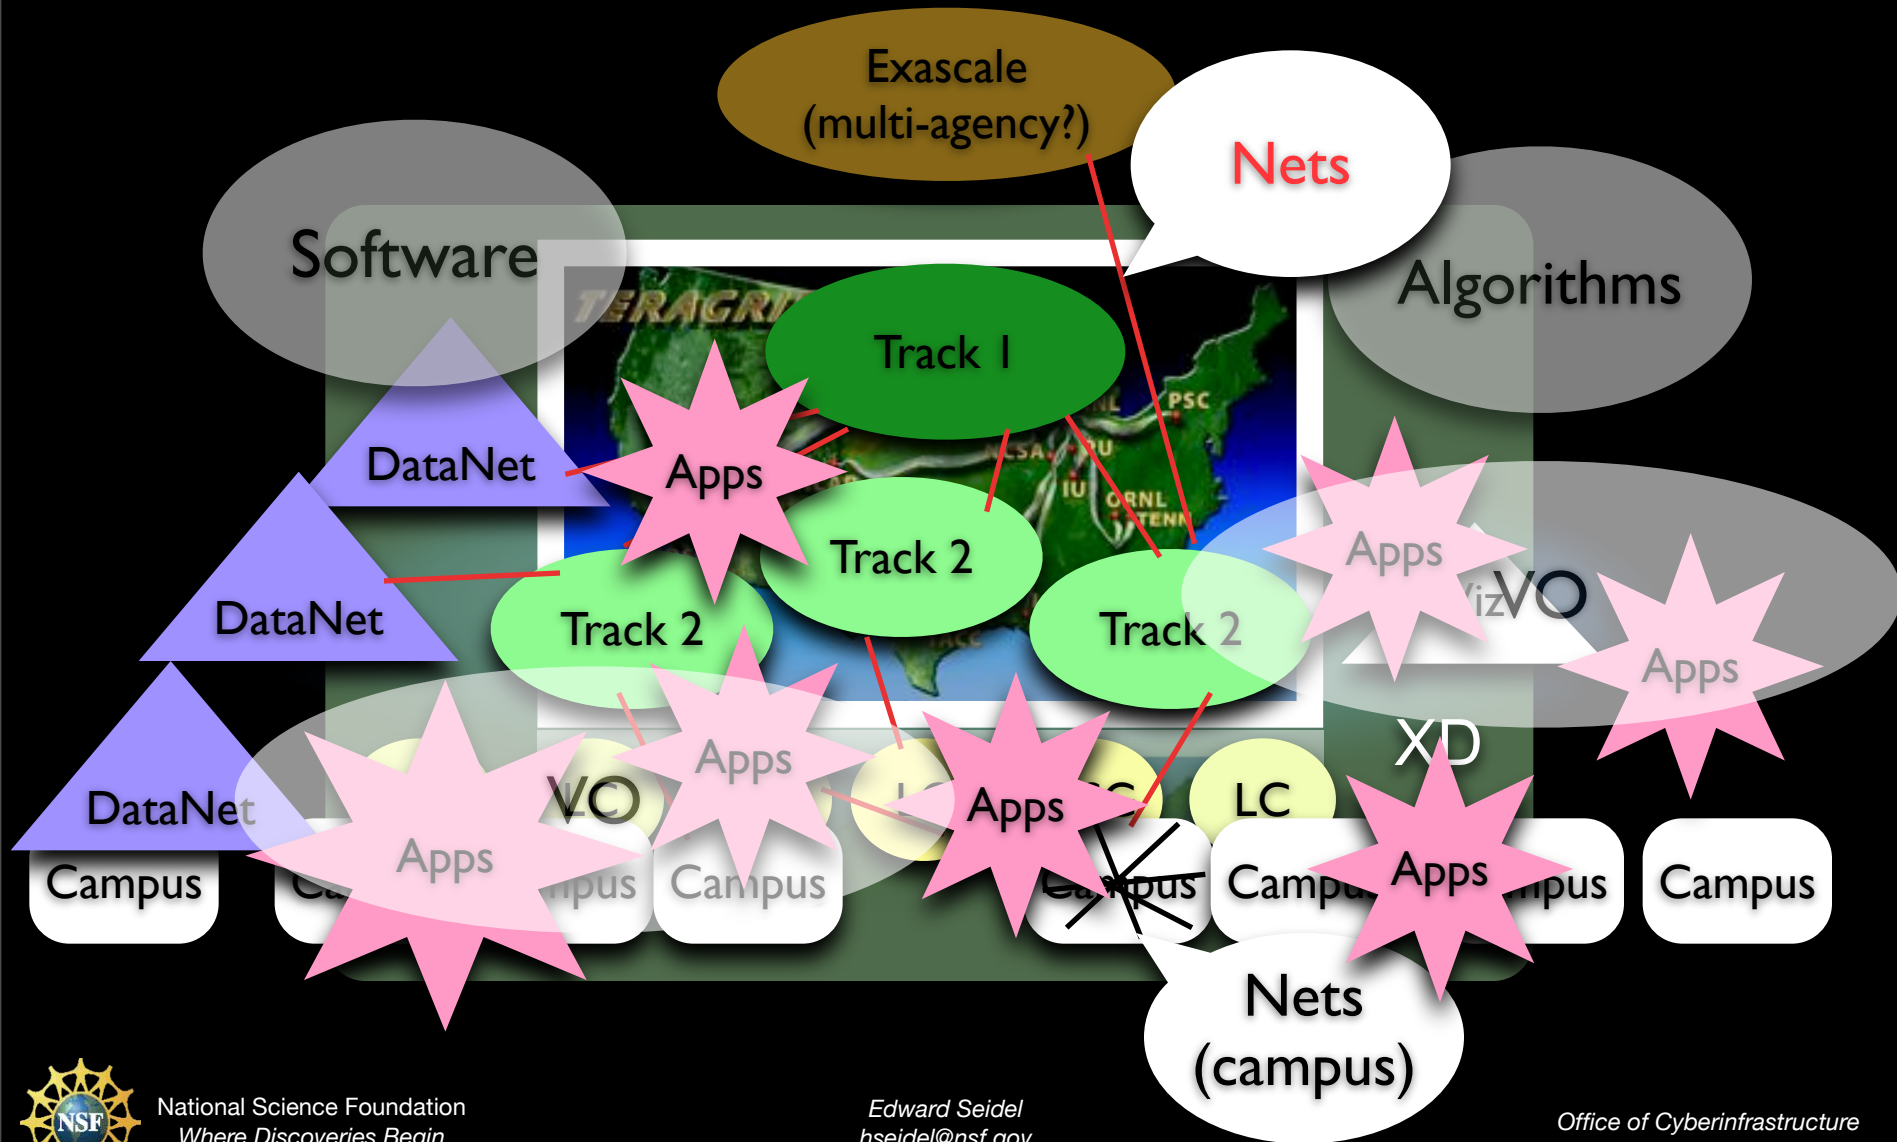 Exascale
(multi-agency?)
Nets
Software
Algorithms
Track 1
PSC
DataNet
Apps
IU
ORNL
TENN
Track 2
Apps
VO
DataNet
Track 2
Track 2
Apps
XD
Apps
VO
LC
Apps
LC
DataNet
Apps
Apps
Campus
Campus
Campus
Campus
Campus
Nets
(campus)
NSF
National Science Foundation
Where Discoveries Begin
Edward Seidel
hseidel@nsf.gov
Office of Cyberinfrastructure